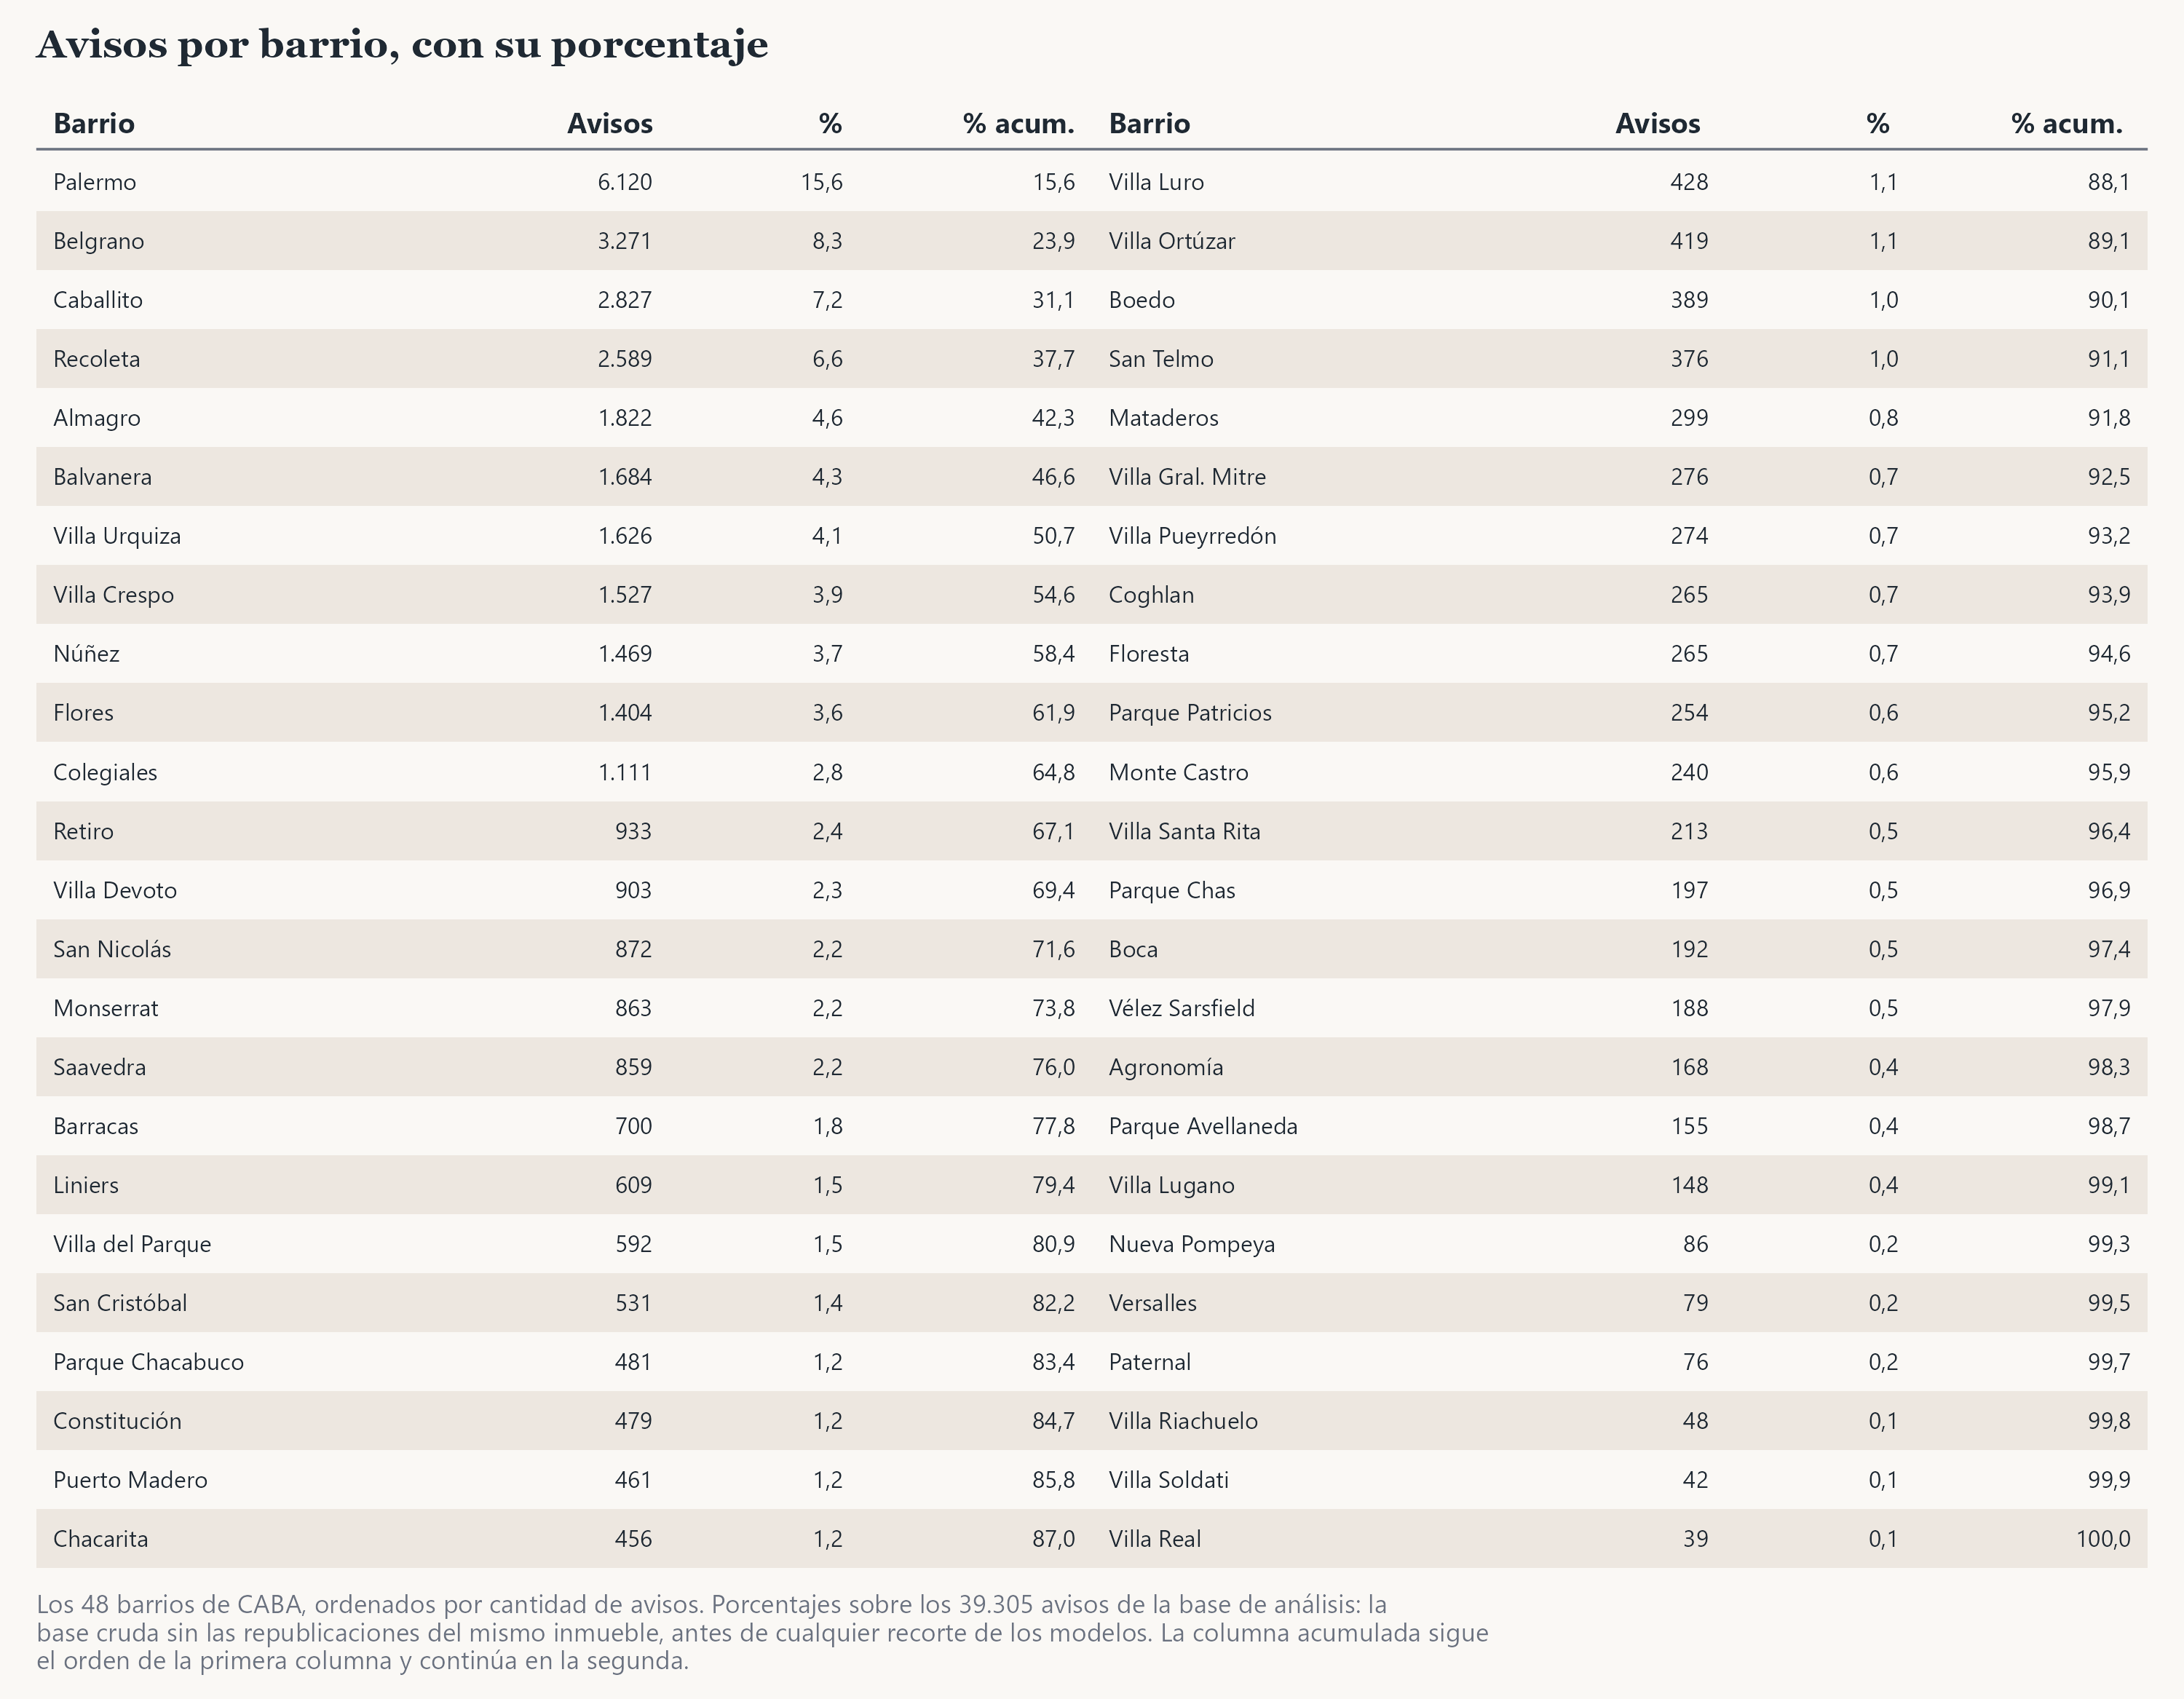 Avisos por barrio, con su porcentaje
Barrio Avisos % % acum. Barrio Avisos % % acum.
Palermo 6.120 15,6 15,6 Villa Luro 428 1,1 88,1
Belgrano 3.271 8,3 23,9 Villa Ortúzar 419 1,1 89,1
Caballito 2.827 7,2 31,1 Boedo 389 1,0 90,1
Recoleta 2.589 6,6 37,7 San Telmo 376 1,0 91,1
Almagro 1.822 4,6 42,3 Mataderos 299 0,8 91,8
Balvanera 1.684 4,3 46,6 Villa Gral. Mitre 276 0,7 92,5
Villa Urquiza 1.626 4,1 50,7 Villa Pueyrredón 274 0,7 93,2
Villa Crespo 1.527 3,9 54,6 Coghlan 265 0,7 93,9
Núñez 1.469 3,7 58,4 Floresta 265 0,7 94,6
Flores 1.404 3,6 61,9 Parque Patricios 254 0,6 95,2
Colegiales 1.111 2,8 64,8 Monte Castro 240 0,6 95,9
Retiro 933 2,4 67,1 Villa Santa Rita 213 0,5 96,4
Villa Devoto 903 2,3 69,4 Parque Chas 197 0,5 96,9
San Nicolás 872 2,2 71,6 Boca 192 0,5 97,4
Monserrat 863 2,2 73,8 Vélez Sarsfield 188 0,5 97,9
Saavedra 859 2,2 76,0 Agronomía 168 0,4 98,3
Barracas 700 1,8 77,8 Parque Avellaneda 155 0,4 98,7
Liniers 609 1,5 79,4 Villa Lugano 148 0,4 99,1
Villa del Parque 592 1,5 80,9 Nueva Pompeya 86 0,2 99,3
San Cristóbal 531 1,4 82,2 Versalles 79 0,2 99,5
Parque Chacabuco 481 1,2 83,4 Paternal 76 0,2 99,7
Constitución 479 1,2 84,7 Villa Riachuelo 48 0,1 99,8
Puerto Madero 461 1,2 85,8 Villa Soldati 42 0,1 99,9
Chacarita 456 1,2 87,0 Villa Real 39 0,1 100,0
Los 48 barrios de CABA, ordenados por cantidad de avisos. Porcentajes sobre los 39.305 avisos de la base de análisis: la
base cruda sin las republicaciones del mismo inmueble, antes de cualquier recorte de los modelos. La columna acumulada sigue
el orden de la primera columna y continúa en la segunda.